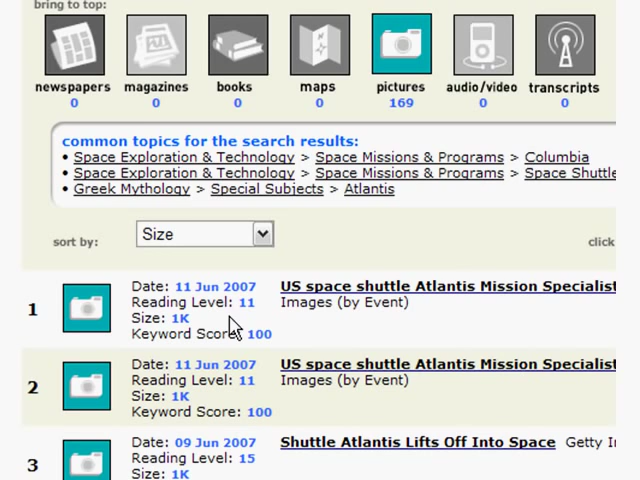 bring to top:
newspapers magazines books maps pictures audio/video transcripts
0 0 0 0 169 0 0
common topics for the search results:
• Space Exploration & Technology > Space Missions & Programs > Columbia
• Space Exploration & Technology > Space Missions & Programs > Space Shuttle
• Greek Mythology > Special Subjects > Atlantis
sort by: Size click
1
Date: 11 Jun 2007 US space shuttle Atlantis Mission Specialist
Reading Level: 11 Images (by Event)
Size: 1K
Keyword Score: 100
2
Date: 11 Jun 2007 US space shuttle Atlantis Mission Specialist
Reading Level: 11 Images (by Event)
Size: 1K
Keyword Score: 100
3
Date: 09 Jun 2007 Shuttle Atlantis Lifts Off Into Space Getty I
Reading Level: 15
Size: 1K